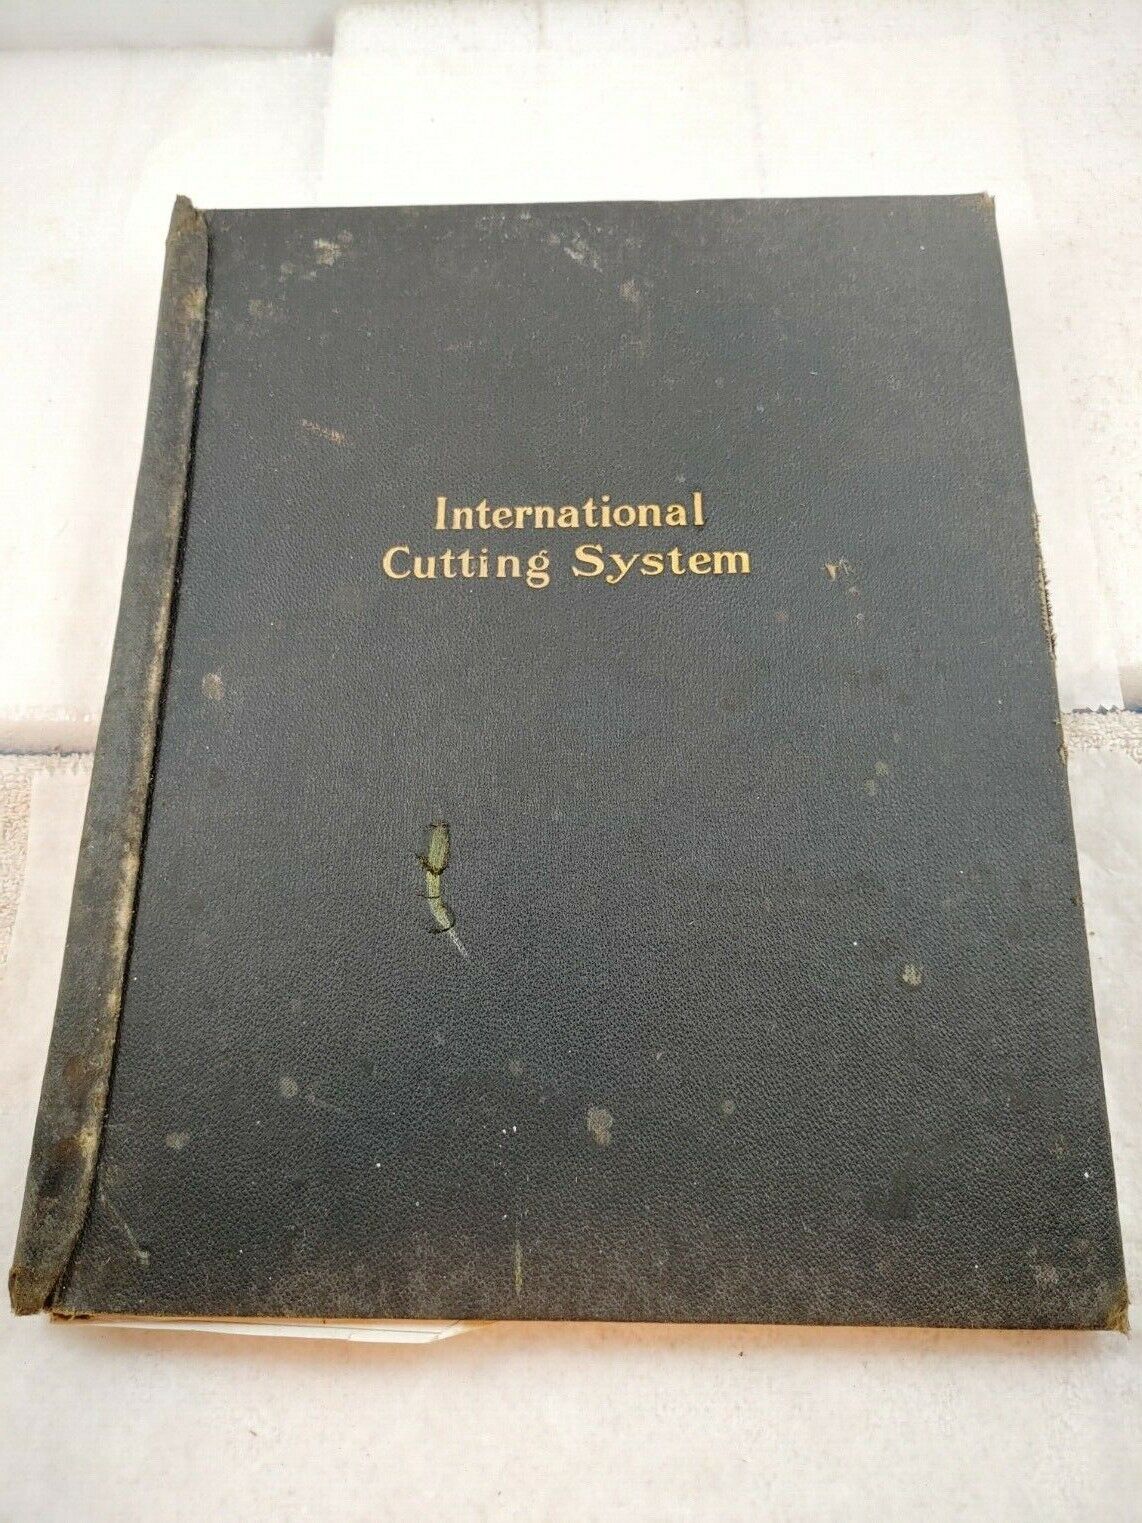 International
Cutting System